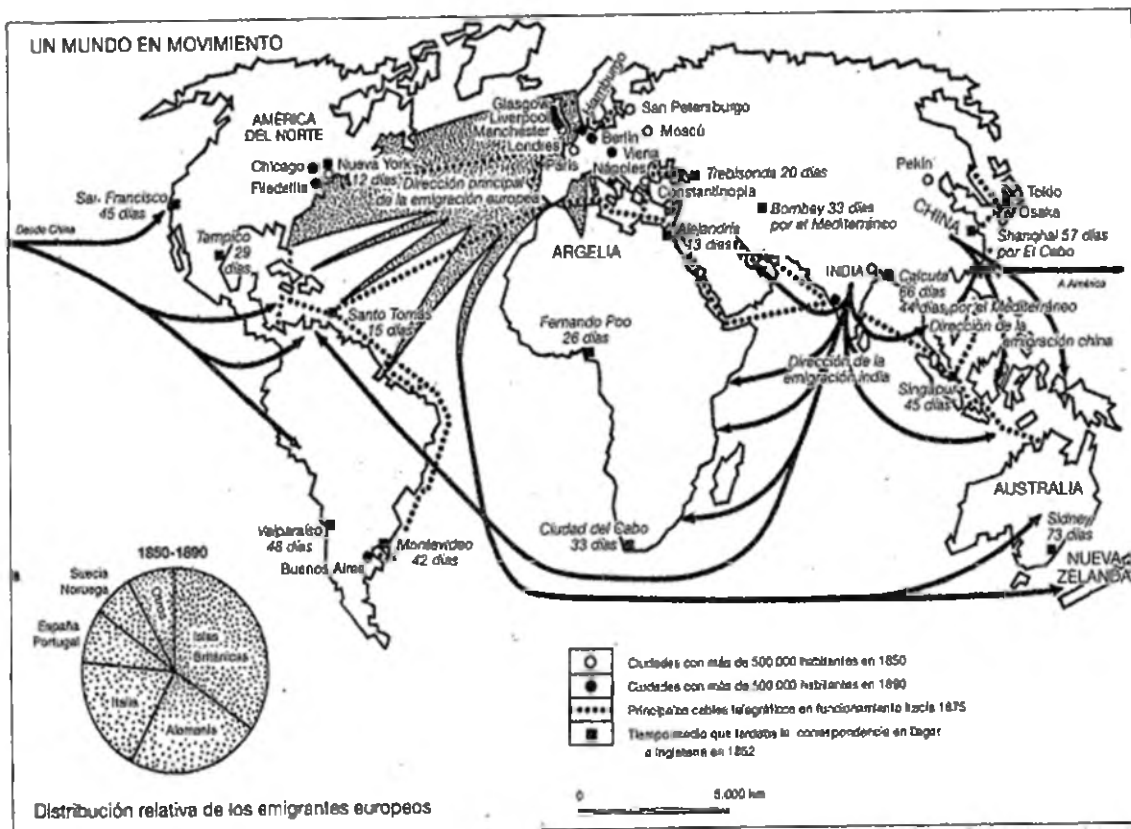 UN MUNDO EN MOVIMIENTO
AMÉRICA
DEL NORTE
Chicago
Filadelfia
Nueva York
12 días
San Francisco
45 días
Desde China
Tampico
29
días
Dirección principal
de la emigración europea
Glasgow
Liverpool
Manchester
Londres
París
Hamburgo
San Petersburgo
Moscú
Berlín
Viena
Nápoles
Constantinopla
Trebisonda 20 días
Bombay 33 días
por el Mediterráneo
Alejandría
13 días
ARGELIA
Pekín
CHINA
Tokio
Osaka
Shanghai 57 días
por El Cabo
A América
INDIA
Calcuta
66 días
44 días por el Mediterráneo
Dirección de la
emigración china
Santo Tomás
15 días
Fernando Poo
26 días
Dirección de la
emigración india
Singapur
45 días
AUSTRALIA
Sidney
73 días
NUEVA
ZELANDA
Valparaíso
48 días
Buenos Aires
Montevideo
42 días
Ciudad del Cabo
33 días
1850-1890
Suecia
Noruega
España
Portugal
Italia
Alemania
Islas
Británicas
Otros
Distribución relativa de los emigrantes europeos
Ciudades con más de 500 000 habitantes en 1850
Ciudades con más de 500 000 habitantes en 1890
Principales cables telegráficos en funcionamiento hacia 1875
Tiempo medio que tardaba la correspondencia en llegar
a Inglaterra en 1852
0 5.000 km